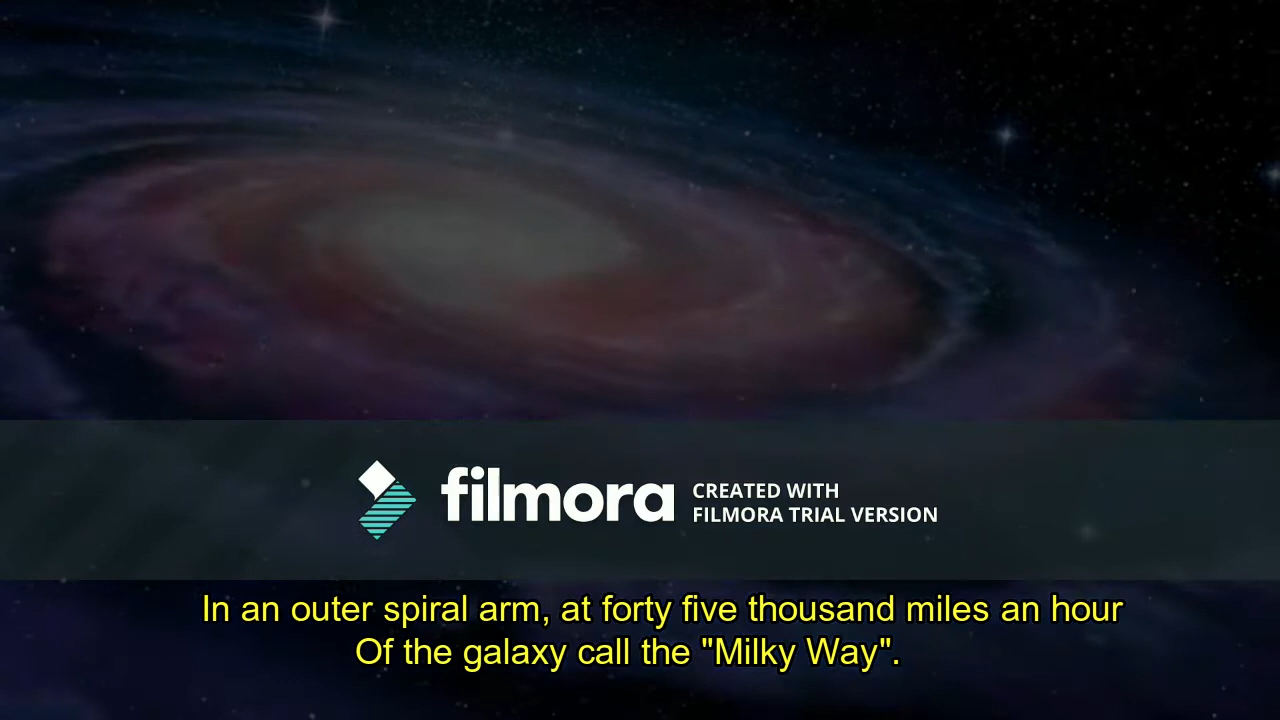 filmora
CREATED WITH
FILMORA TRIAL VERSION
In an outer spiral arm, at forty five thousand miles an hour
Of the galaxy call the "Milky Way".